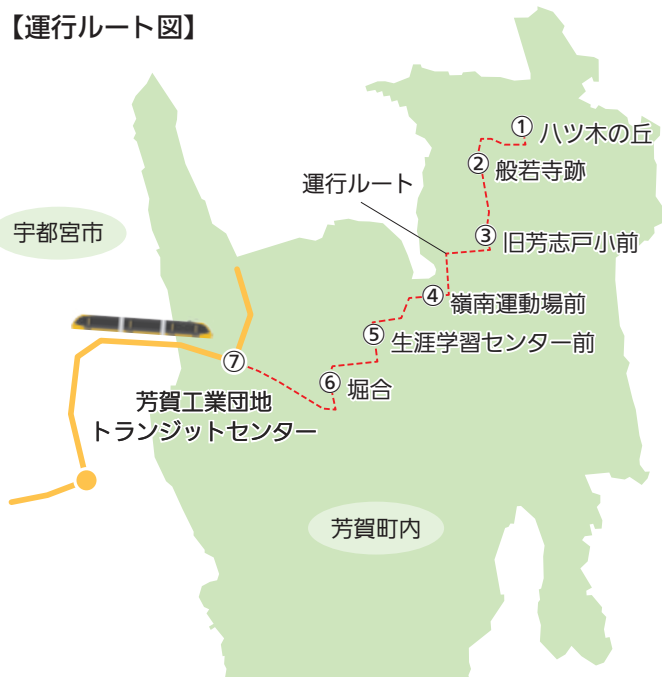 【運行ルート図】
① 八ツ木の丘
② 般若寺跡
運行ルート
宇都宮市
③ 旧芳志戸小前
④ 嶺南運動場前
⑤ 生涯学習センター前
⑦
⑥ 堀合
芳賀工業団地
トランジットセンター
芳賀町内